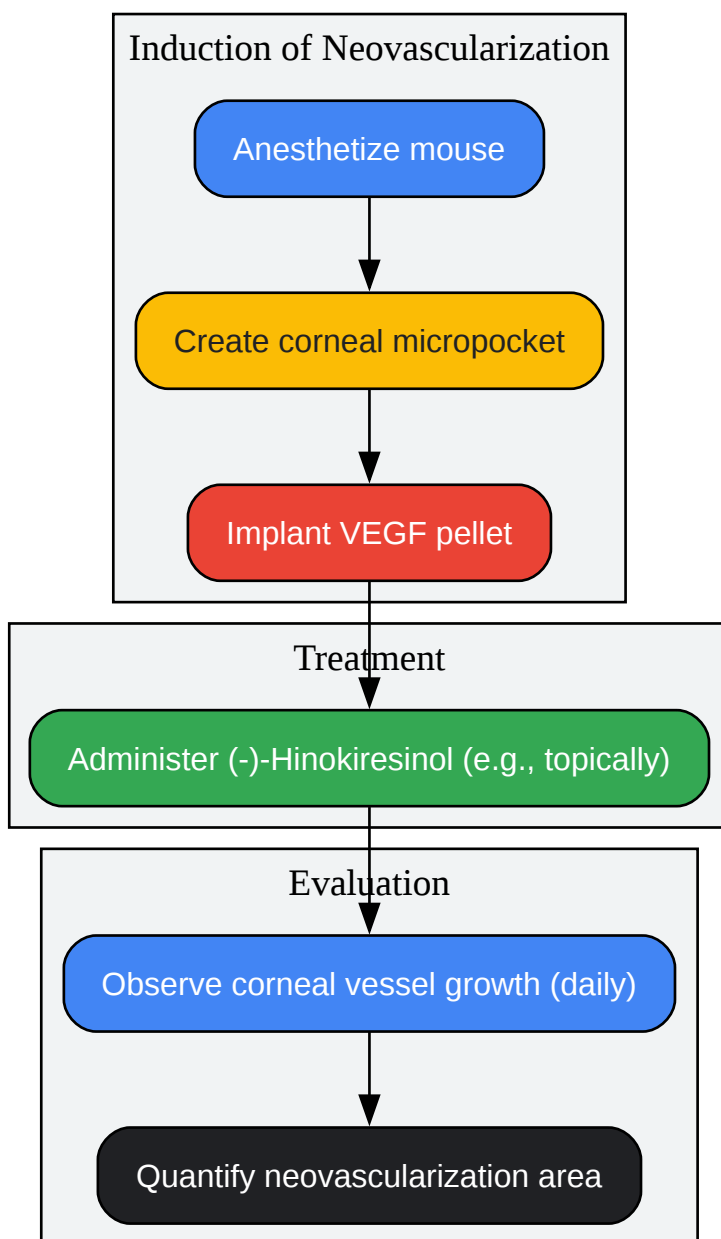 Induction of Neovascularization
Anesthetize mouse
Create corneal micropocket
Implant VEGF pellet
Treatment
Administer (-)-Hinokiresinol (e.g., topically)
Evaluation
Observe corneal vessel growth (daily)
Quantify neovascularization area